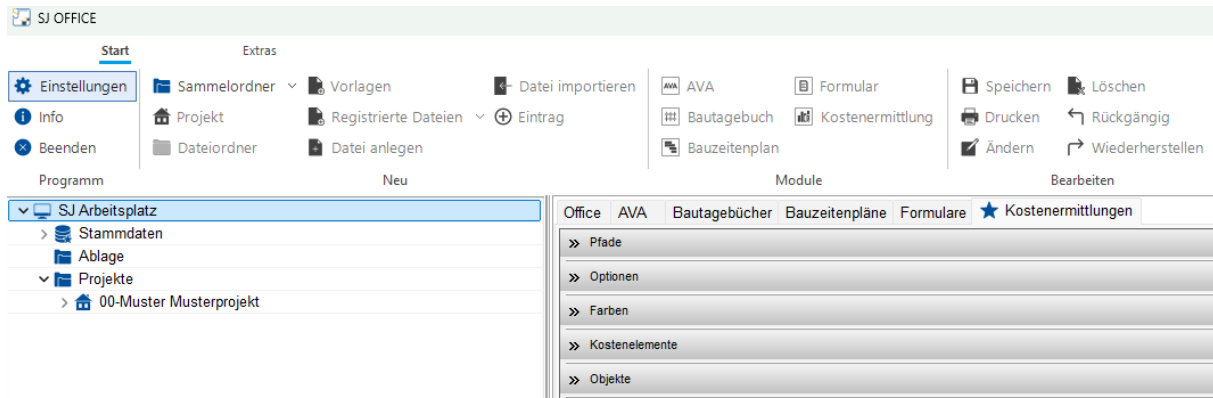 SJ OFFICE
Start Extras
Einstellungen Sammelordner Vorlagen Datei importieren AVA AVA Formular Speichern Löschen
Info Projekt Registrierte Dateien Eintrag Bautagebuch Kostenermittlung Drucken Rückgängig
Beenden Dateiordner Datei anlegen Bauzeitenplan Ändern Wiederherstellen
Programm Neu Module Bearbeiten
SJ Arbeitsplatz
Stammdaten
Ablage
Projekte
00-Muster Musterprojekt
Office AVA Bautagebücher Bauzeitenpläne Formulare Kostenermittlungen
Pfade
Optionen
Farben
Kostenelemente
Objekte